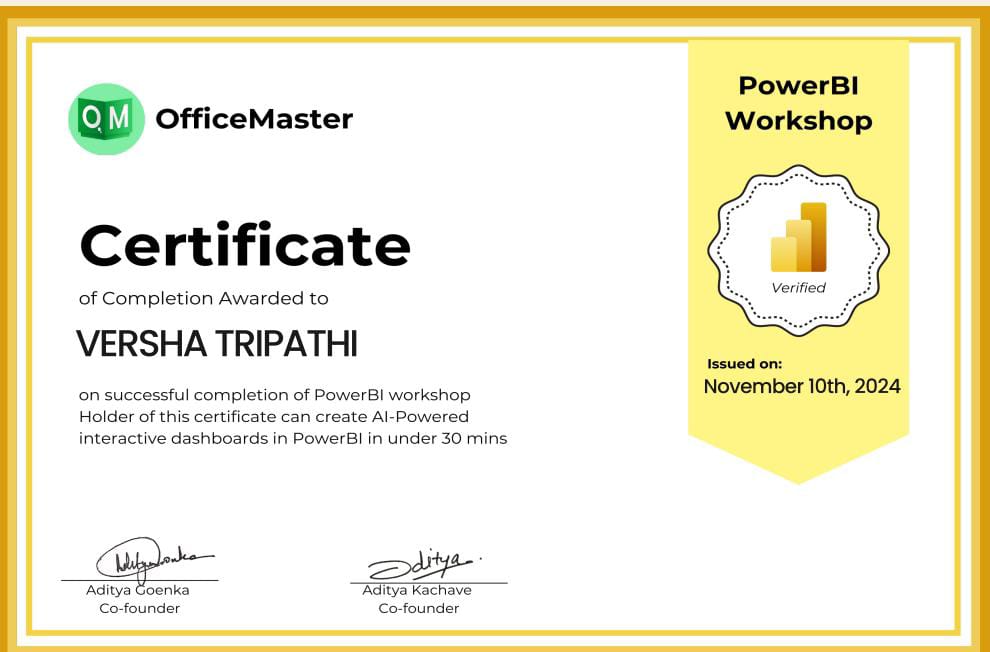 OM OfficeMaster
Certificate
of Completion Awarded to
VERSHA TRIPATHI
on successful completion of PowerBI workshop
Holder of this certificate can create AI-Powered
interactive dashboards in PowerBI in under 30 mins
Aditya Goenka
Co-founder
Aditya.
Aditya Kachave
Co-founder
PowerBI
Workshop
Verified
Issued on:
November 10th, 2024